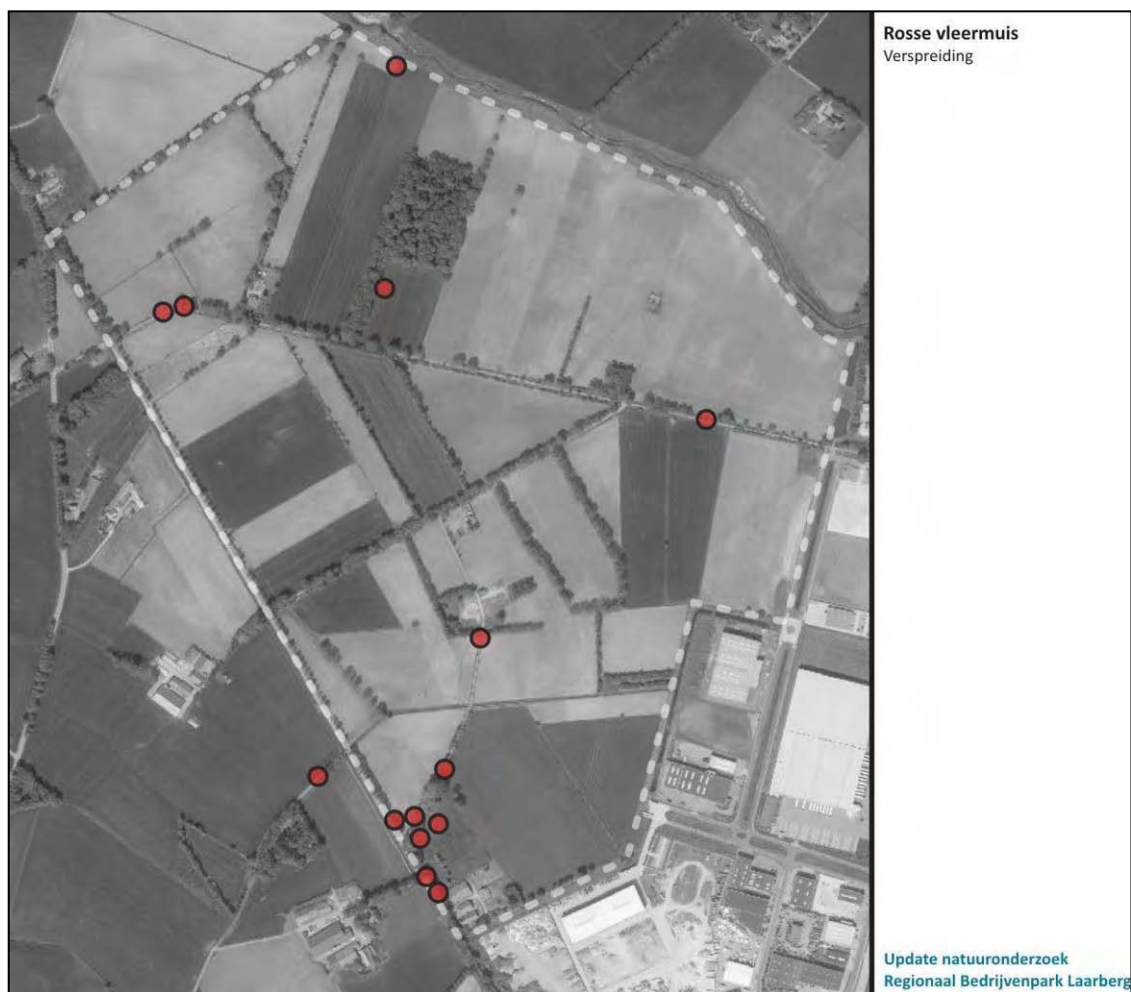 Rosse vleermuis
Verspreiding
Update natuuronderzoek
Regionaal Bedrijvenpark Laarberg